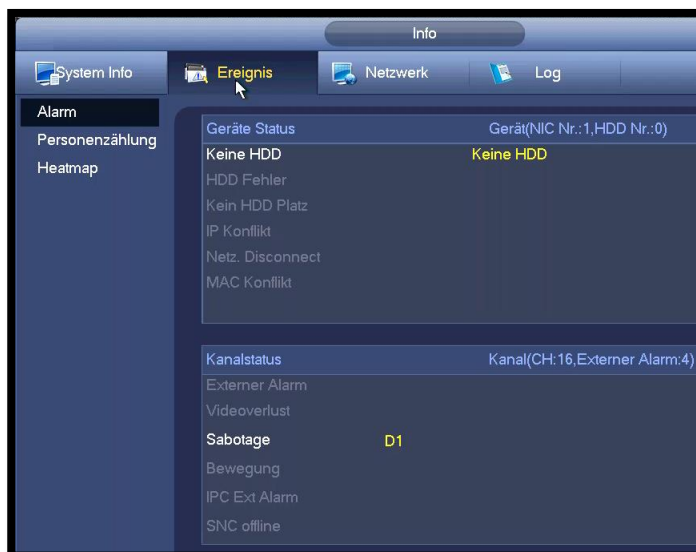 Info
System Info Ereignis Netzwerk Log
Alarm
Personenzählung
Heatmap
Geräte Status Gerät(NIC Nr.:1,HDD Nr.:0)
Keine HDD Keine HDD
HDD Fehler
Kein HDD Platz
IP Konflikt
Netz. Disconnect
MAC Konflikt
Kanalstatus Kanal(CH:16,Externer Alarm:4)
Externer Alarm
Videoverlust
Sabotage D1
Bewegung
IPC Ext Alarm
SNC offline